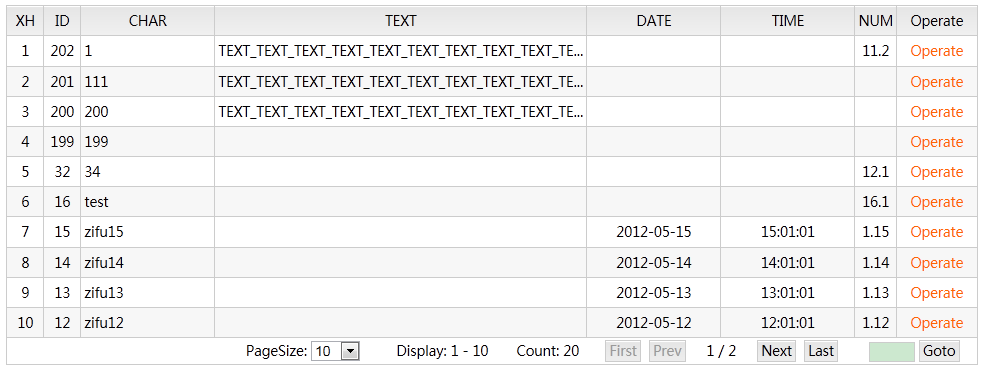 XH ID CHAR TEXT DATE TIME NUM Operate
1 202 1 TEXT_TEXT_TEXT_TEXT_TEXT_TEXT_TEXT_TEXT_TEXT_TE... 11.2 Operate
2 201 111 TEXT_TEXT_TEXT_TEXT_TEXT_TEXT_TEXT_TEXT_TEXT_TE... Operate
3 200 200 TEXT_TEXT_TEXT_TEXT_TEXT_TEXT_TEXT_TEXT_TEXT_TE... Operate
4 199 199 Operate
5 32 34 12.1 Operate
6 16 test 16.1 Operate
7 15 zifu15 2012-05-15 15:01:01 1.15 Operate
8 14 zifu14 2012-05-14 14:01:01 1.14 Operate
9 13 zifu13 2012-05-13 13:01:01 1.13 Operate
10 12 zifu12 2012-05-12 12:01:01 1.12 Operate
PageSize: 10 Display: 1 - 10 Count: 20 First Prev 1 / 2 Next Last Goto